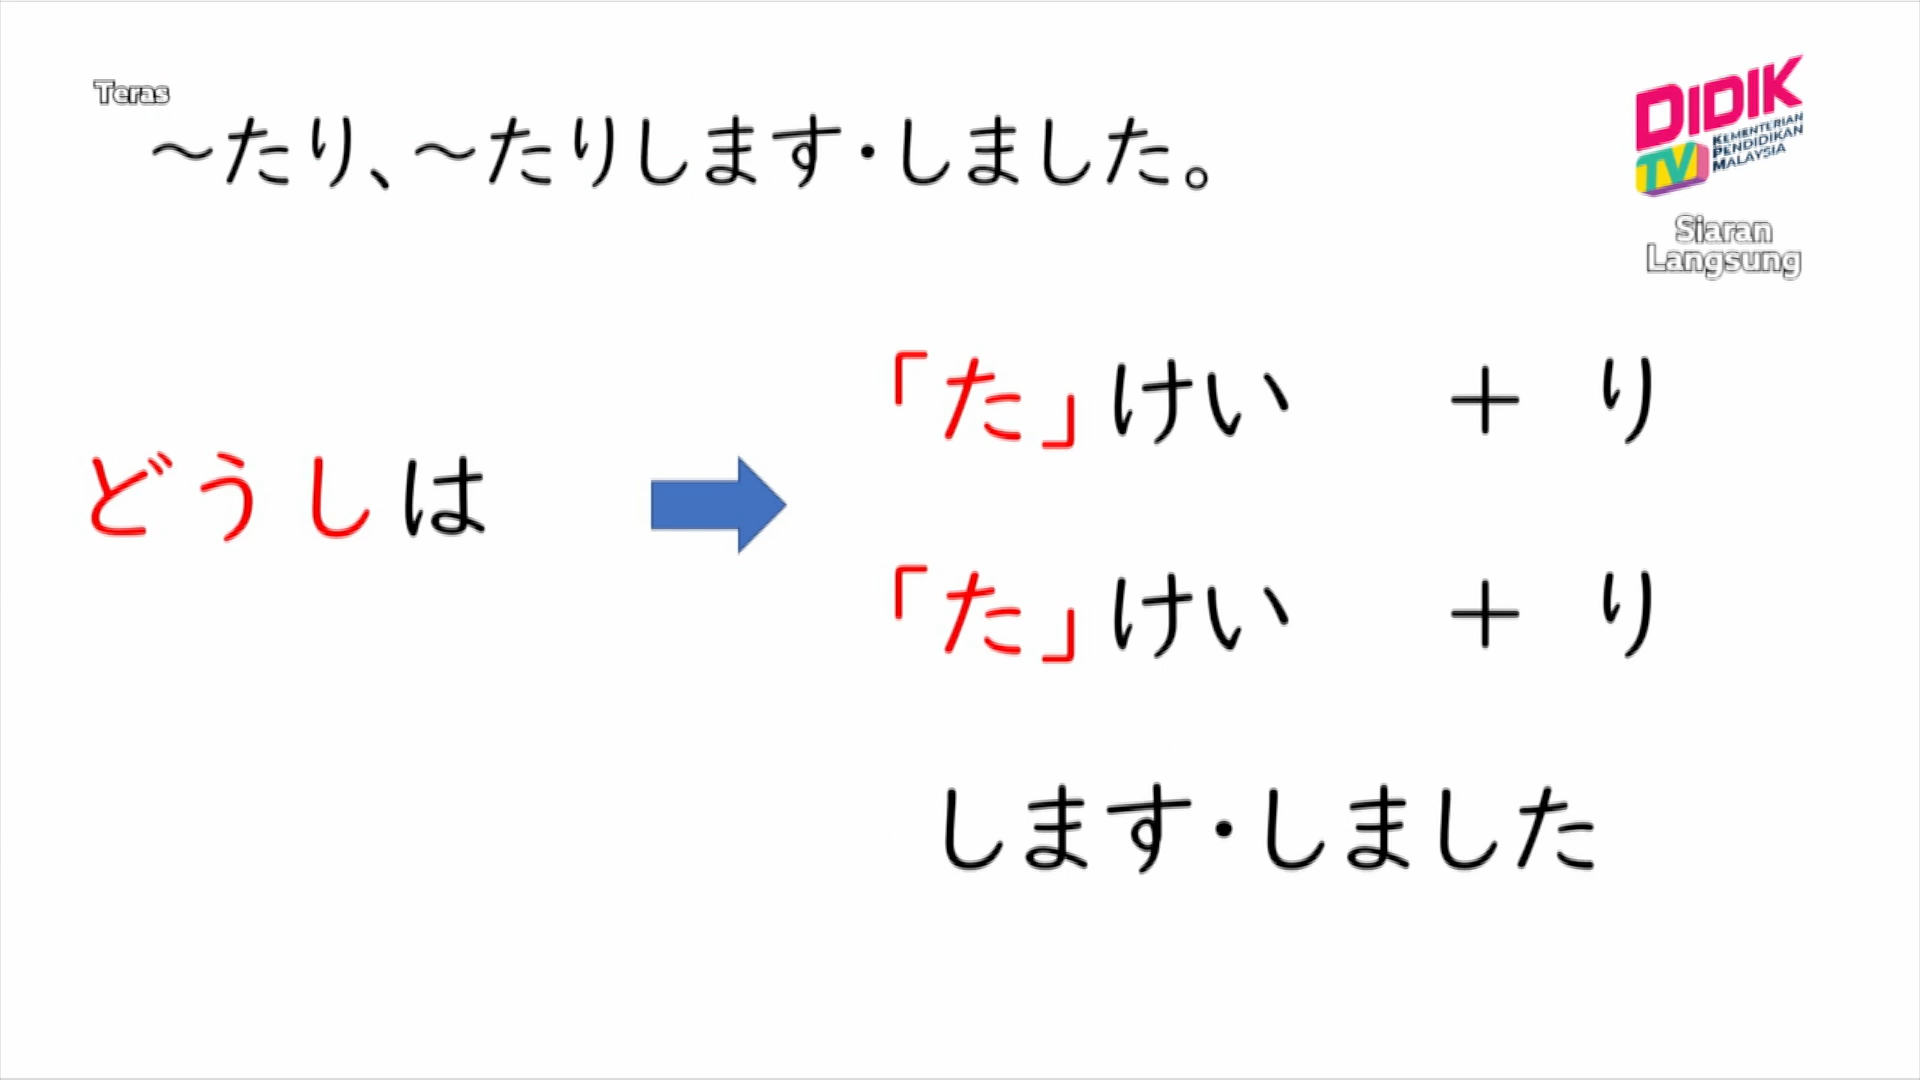 Teras
～たり、～たりします・しました。
DIDIK
TV
KEMENTERIAN
PENDIDIKAN
MALAYSIA
Siaran
Langsung
「た」けい ＋ り
どうしは
「た」けい ＋ り
します・しました